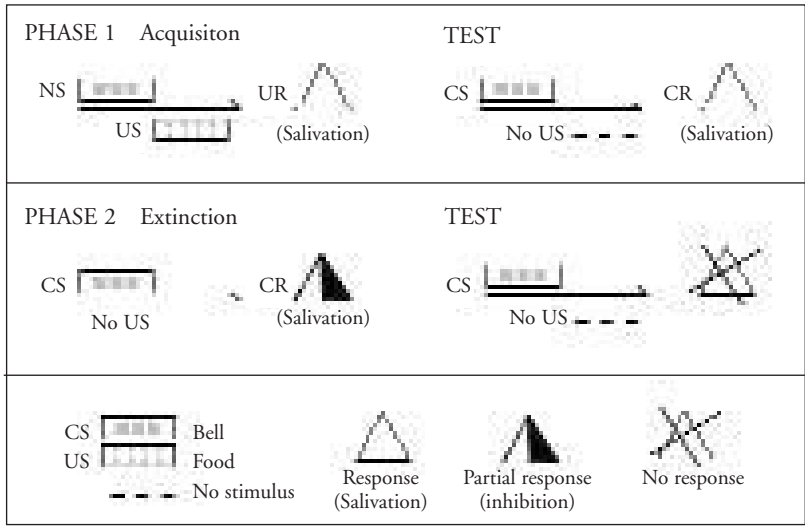 PHASE 1 Acquisiton
TEST
NS
UR
CS
CR
US
(Salivation)
No US
(Salivation)
PHASE 2 Extinction
TEST
CS
CR
CS
No US
(Salivation)
No US
CS
Bell
US
Food
No stimulus
Response
(Salivation)
Partial response
(inhibition)
No response